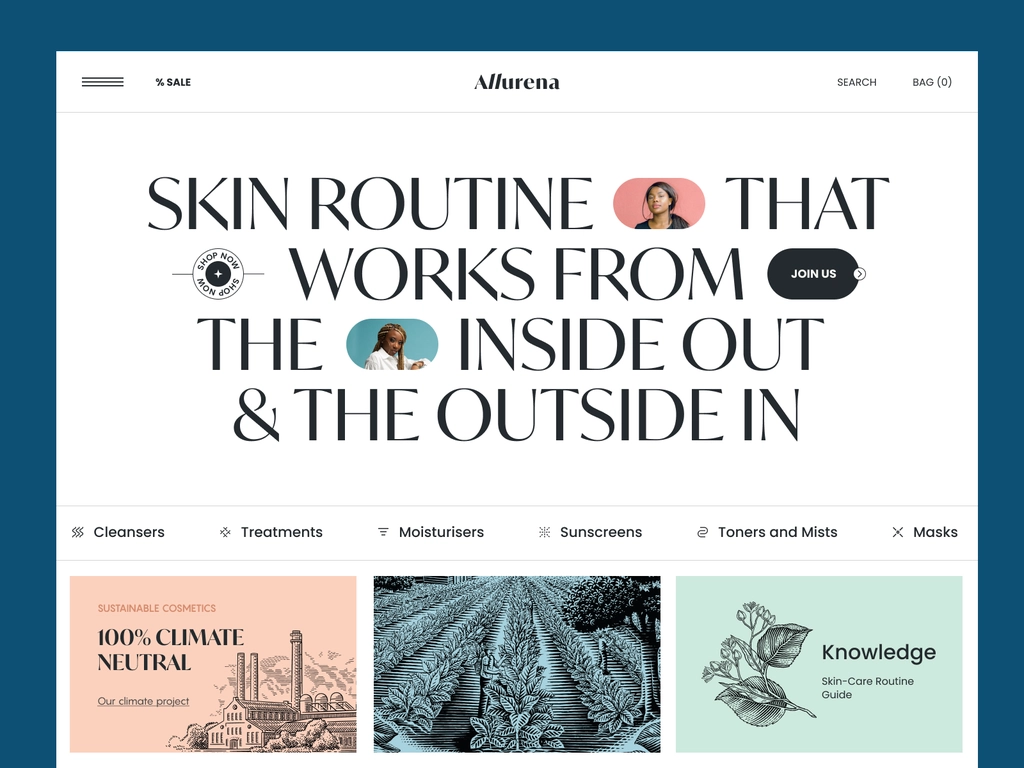 % SALE
Allurena
SEARCH
BAG (0)
SKIN ROUTINE THAT
SHOP NOW SHOP NOW
WORKS FROM
JOIN US
THE INSIDE OUT
& THE OUTSIDE IN
Cleansers
Treatments
Moisturisers
Sunscreens
Toners and Mists
Masks
SUSTAINABLE COSMETICS
100% CLIMATE
NEUTRAL
Our climate project
Knowledge
Skin-Care Routine
Guide